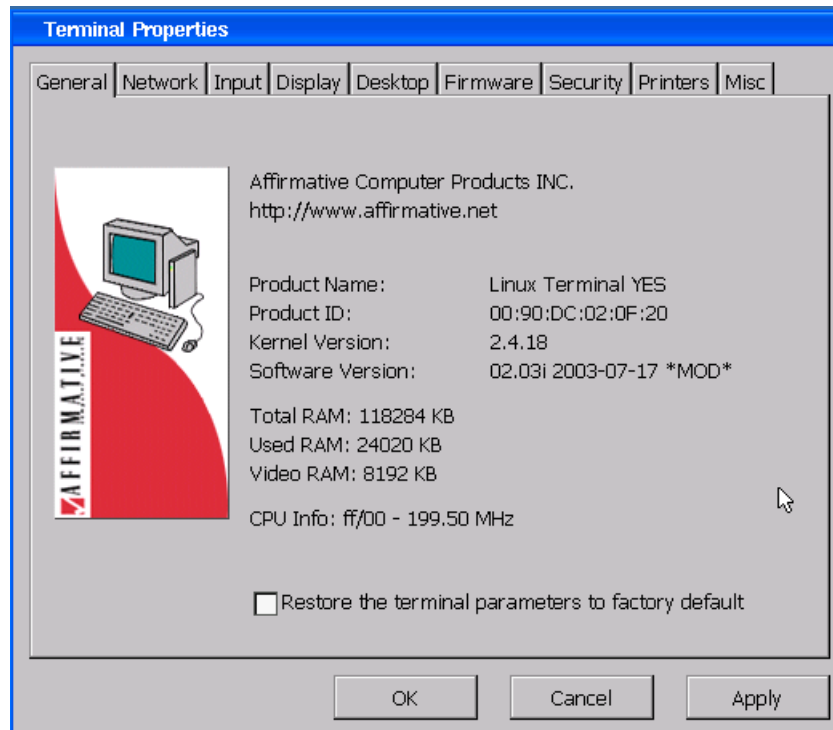 Terminal Properties
General Network Input Display Desktop Firmware Security Printers Misc
Affirmative Computer Products INC.
http://www.affirmative.net
Product Name: Linux Terminal YES
Product ID: 00:90:DC:02:0F:20
Kernel Version: 2.4.18
Software Version: 02.03i 2003-07-17 *MOD*
Total RAM: 118284 KB
Used RAM: 24020 KB
Video RAM: 8192 KB
CPU Info: ff/00 - 199.50 MHz
AFFIRMATIVE
Restore the terminal parameters to factory default
OK Cancel Apply